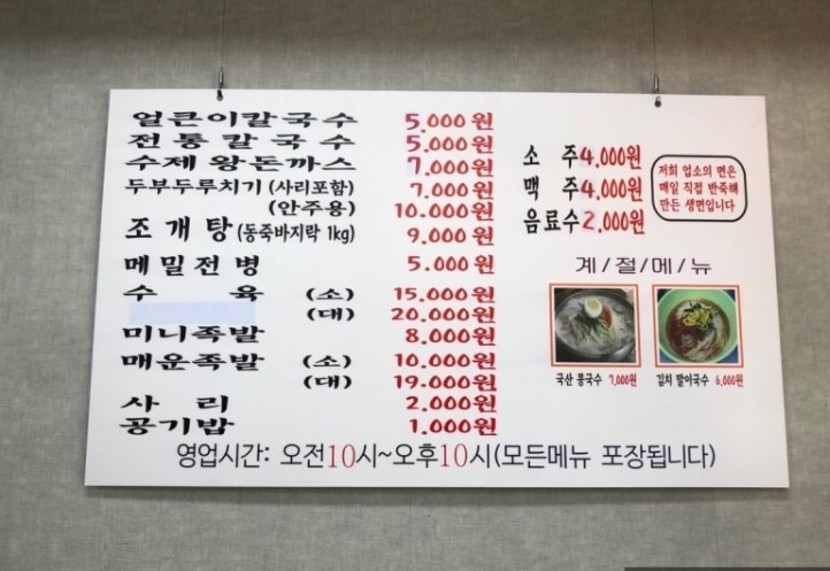 얼큰이칼국수 5.000원
전통칼국수 5.000원
수제왕돈까스 7.000원
두부두루치기(사리포함) 7.000원
(안주용) 10.000원
조개탕(동죽바지락 1kg) 9.000원
메밀전병 5.000원
수육 (소) 15.000원
(대) 20.000원
미니족발 8.000원
매운족발 (소) 10.000원
(대) 19.000원
사리 2.000원
공기밥 1.000원
소주 4.000원
맥주 4.000원
음료수 2.000원
저희 업소의 면은
매일 직접 반죽해
만든 생면입니다
계/절/메/뉴
국산 콩국수 7,000원
김치 말이국수 6,000원
영업시간: 오전10시~오후10시(모든메뉴 포장됩니다)